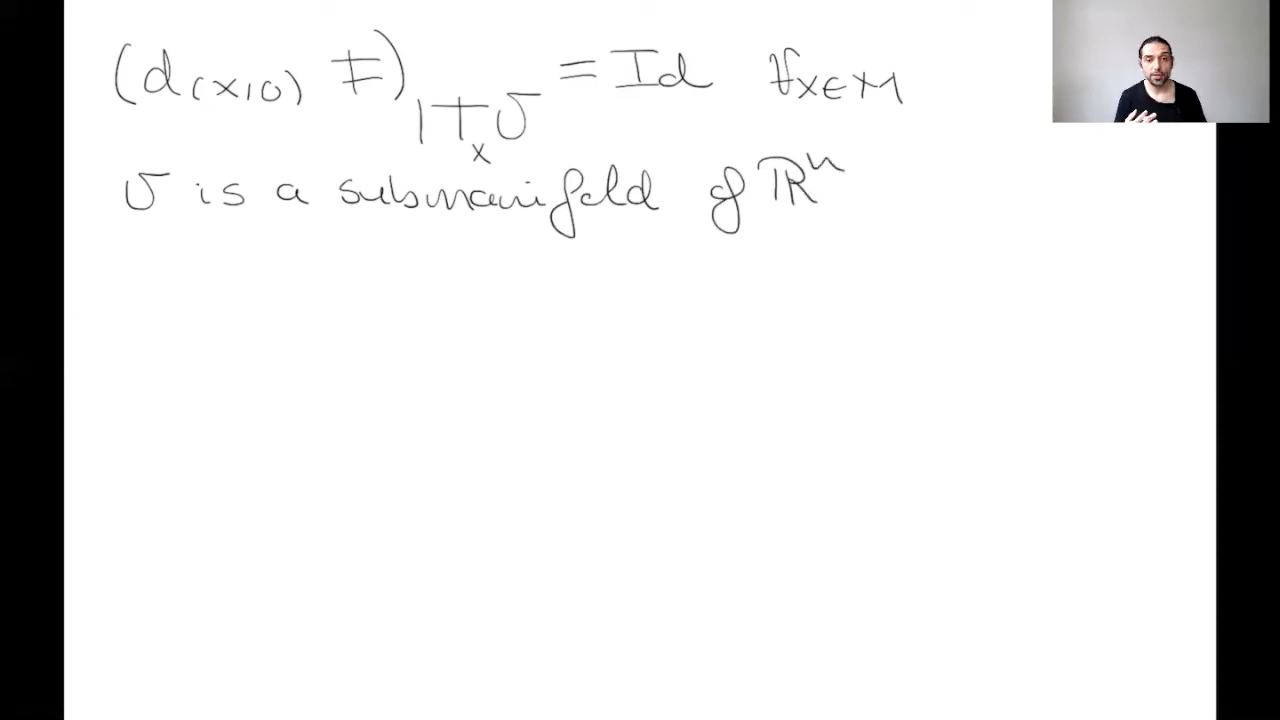 (d(x,0) F)|TₓU = Id ∀x∈M
U is a submanifold of ℝⁿ